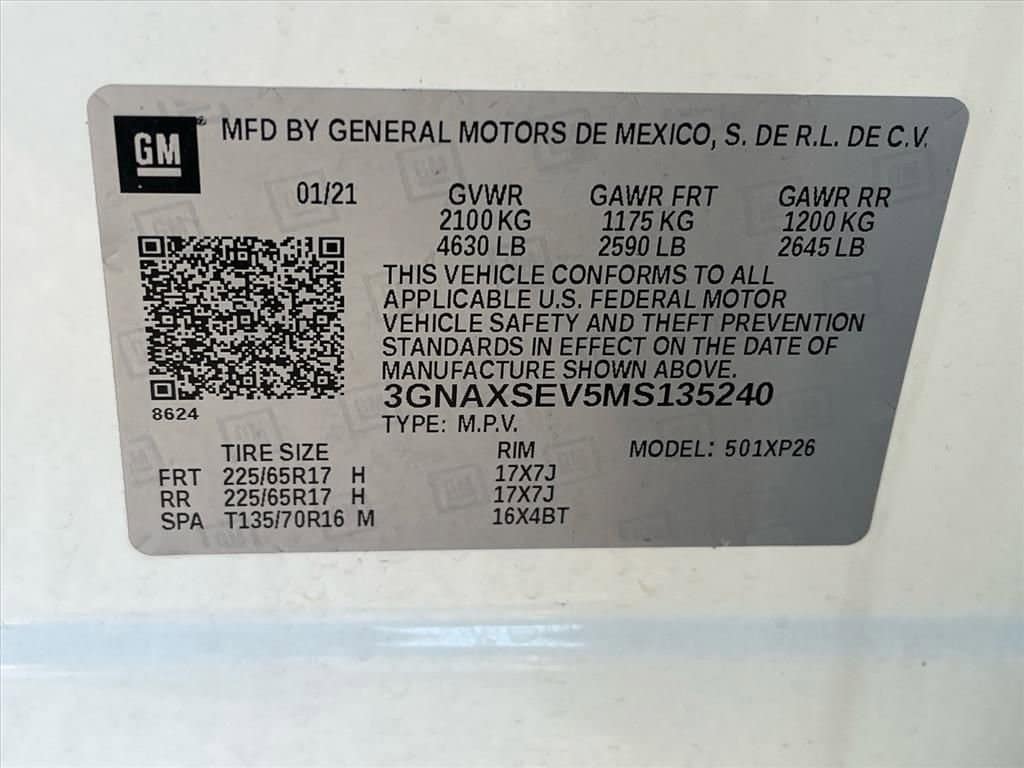 GM® MFD BY GENERAL MOTORS DE MEXICO, S. DE R.L. DE C.V.
01/21 GVWR GAWR FRT GAWR RR
2100 KG 1175 KG 1200 KG
4630 LB 2590 LB 2645 LB
THIS VEHICLE CONFORMS TO ALL
APPLICABLE U.S. FEDERAL MOTOR
VEHICLE SAFETY AND THEFT PREVENTION
STANDARDS IN EFFECT ON THE DATE OF
MANUFACTURE SHOWN ABOVE.
3GNAXSEV5MS135240
8624
TYPE: M.P.V.
TIRE SIZE RIM MODEL: 501XP26
FRT 225/65R17 H 17X7J
RR 225/65R17 H 17X7J
SPA T135/70R16 M 16X4BT